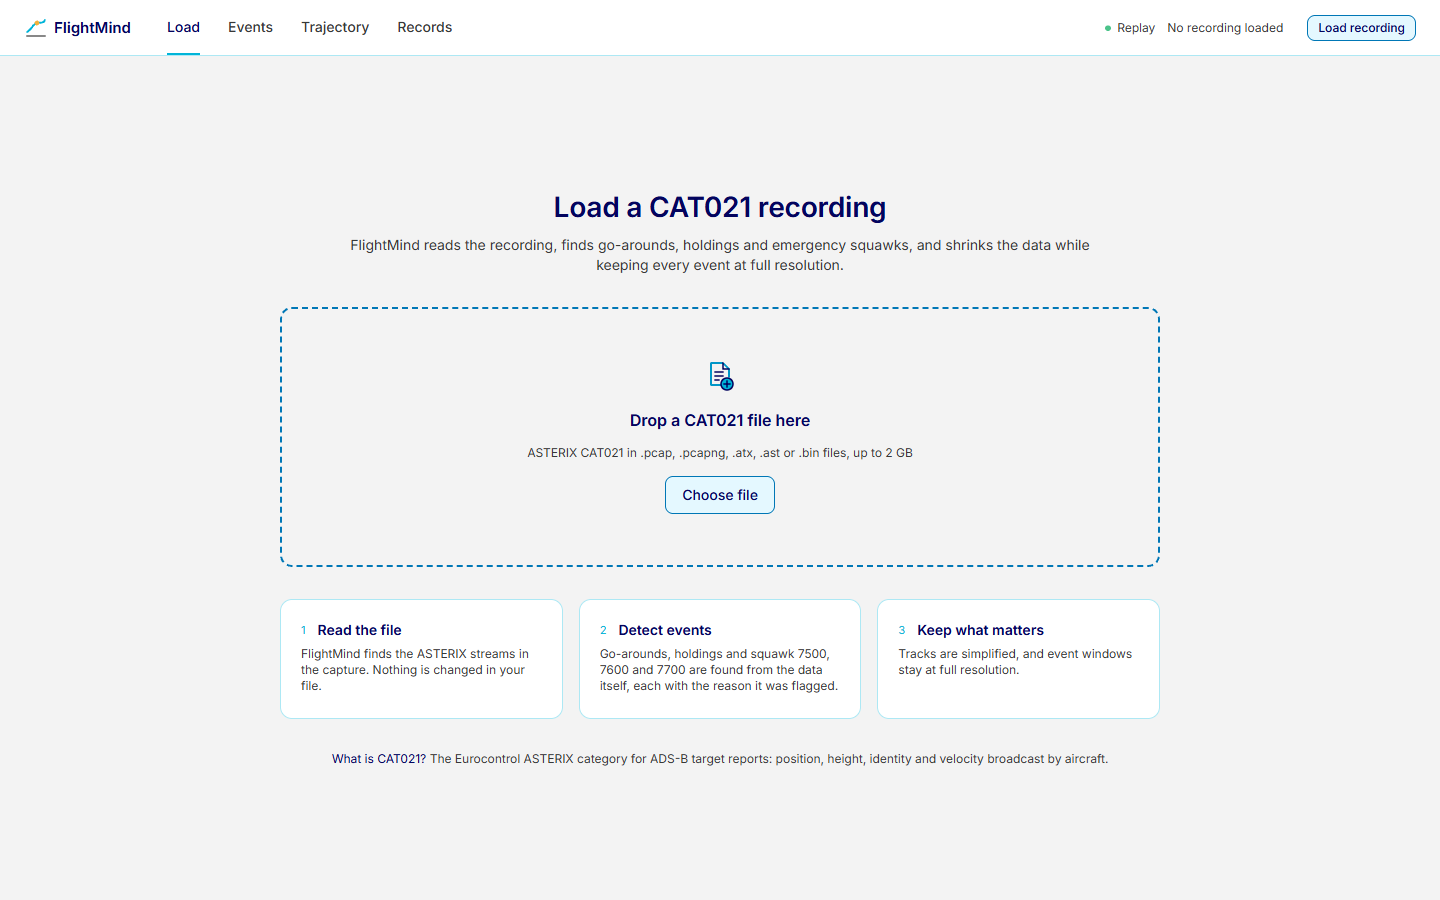 FlightMind
Load
Events
Trajectory
Records
Replay
No recording loaded
Load recording
Load a CAT021 recording
FlightMind reads the recording, finds go-arounds, holdings and emergency squawks, and shrinks the data while
keeping every event at full resolution.
Drop a CAT021 file here
ASTERIX CAT021 in .pcap, .pcapng, .atx, .ast or .bin files, up to 2 GB
Choose file
1 Read the file
FlightMind finds the ASTERIX streams in
the capture. Nothing is changed in your
file.
2 Detect events
Go-arounds, holdings and squawk 7500,
7600 and 7700 are found from the data
itself, each with the reason it was flagged.
3 Keep what matters
Tracks are simplified, and event windows
stay at full resolution.
What is CAT021? The Eurocontrol ASTERIX category for ADS-B target reports: position, height, identity and velocity broadcast by aircraft.